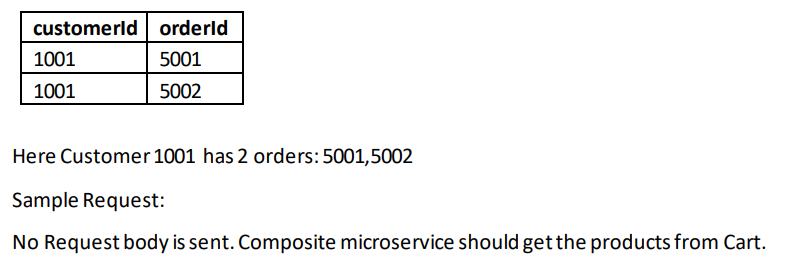 customerId orderId
1001 5001
1001 5002
Here Customer 1001 has 2 orders: 5001,5002
Sample Request:
No Request body is sent. Composite microservice should get the products from Cart.